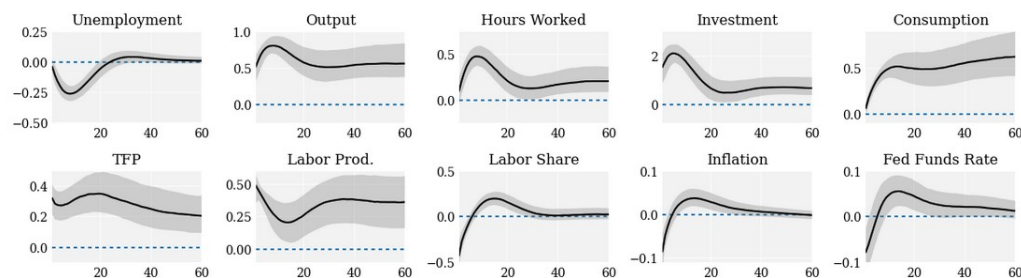 Unemployment Output Hours Worked Investment Consumption
0.25 1.0
0.00 0.5 0.5 2 0.5
−0.25
−0.50 0.0 0.0 0 0.0
20 40 60 20 40 60 20 40 60 20 40 60 20 40 60
TFP Labor Prod. Labor Share Inflation Fed Funds Rate
0.4 0.50 0.5 0.1 0.1
0.2 0.25 0.0 0.0 0.0
0.0 0.00 −0.5 −0.1 −0.1
20 40 60 20 40 60 20 40 60 20 40 60 20 40 60